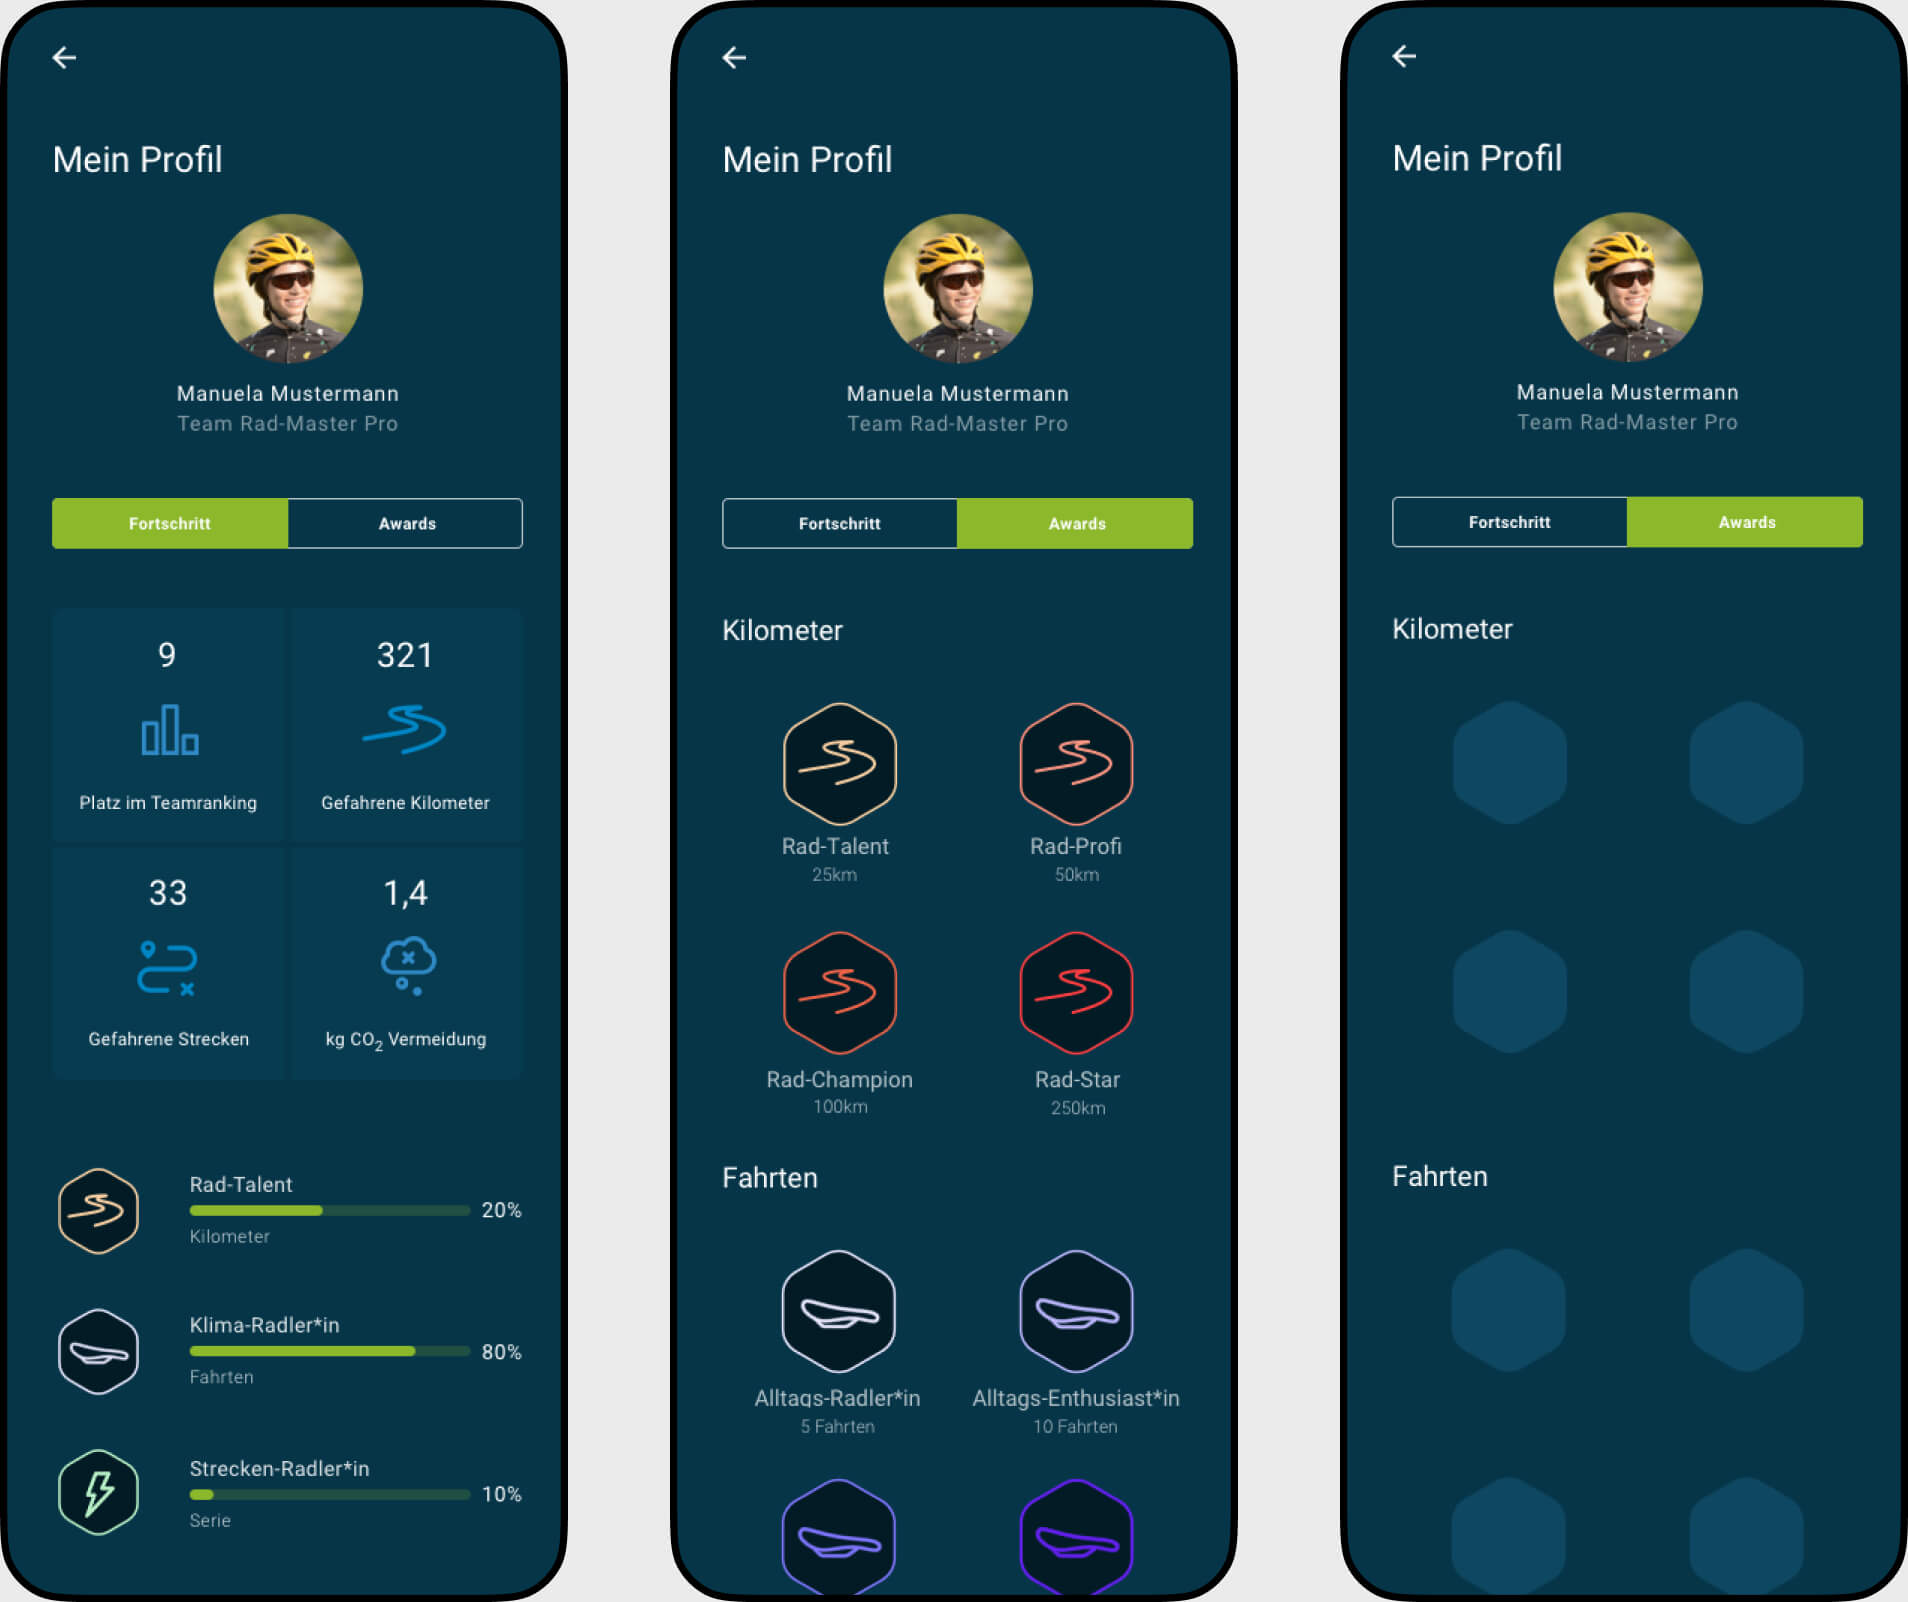 Mein Profil
Manuela Mustermann
Team Rad-Master Pro
Fortschritt
Awards
9
Platz im Teamranking
321
Gefahrene Kilometer
33
Gefahrene Strecken
1,4
kg CO₂ Vermeidung
Rad-Talent
20%
Kilometer
Klima-Radler*in
80%
Fahrten
Strecken-Radler*in
10%
Serie
Mein Profil
Manuela Mustermann
Team Rad-Master Pro
Fortschritt
Awards
Kilometer
Rad-Talent
25km
Rad-Profi
50km
Rad-Champion
100km
Rad-Star
250km
Fahrten
Alltags-Radler*in
5 Fahrten
Alltags-Enthusiast*in
10 Fahrten
Mein Profil
Manuela Mustermann
Team Rad-Master Pro
Fortschritt
Awards
Kilometer
Fahrten